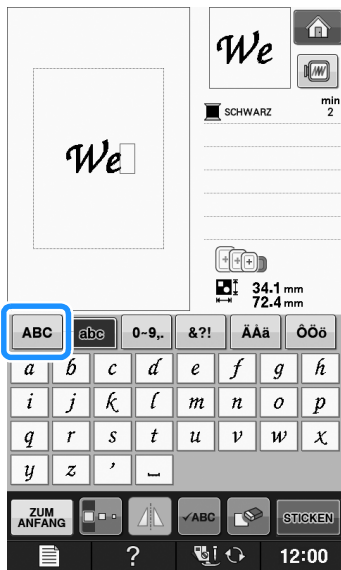 We
We
min
SCHWARZ 2
34.1 mm
72.4 mm
ABC abc 0~9,. &?! ÄÅä ÔÖö
a b c d e f g h
i j k l m n o p
q r s t u v w x
y z ’ ⎵
ZUM ANFANG ✓ABC STICKEN
? 12:00